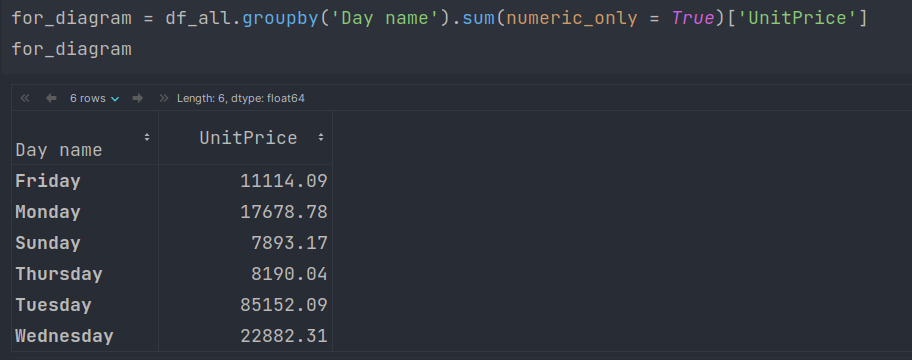 for_diagram = df_all.groupby('Day name').sum(numeric_only = True)['UnitPrice']
for_diagram
6 rows Length: 6, dtype: float64
Day name UnitPrice
Friday 11114.09
Monday 17678.78
Sunday 7893.17
Thursday 8190.04
Tuesday 85152.09
Wednesday 22882.31